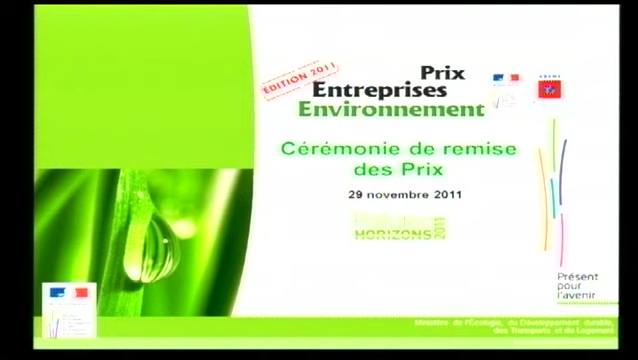 ÉDITION 2011
Prix
Entreprises
Environnement
Cérémonie de remise
des Prix
29 novembre 2011
HORIZONS 2011
Présent
pour
l'avenir
Ministère de l'Écologie, du Développement durable,
des Transports et du Logement